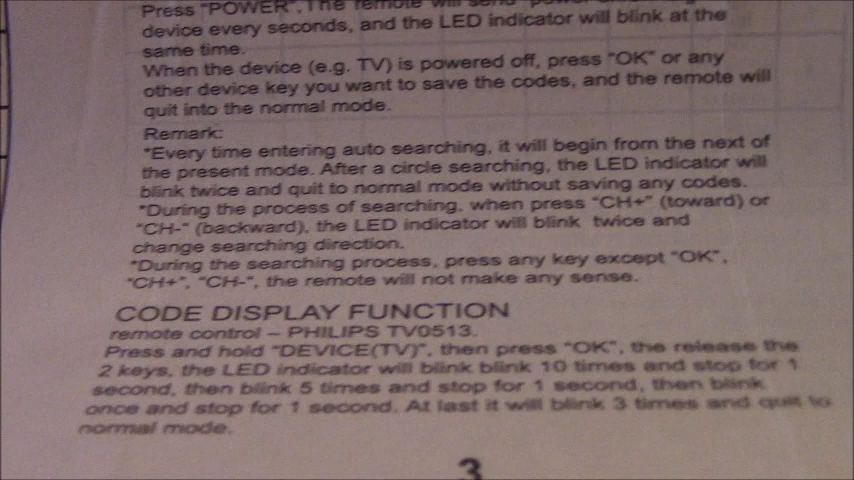 Press "POWER". The remote will send "power
device every seconds, and the LED indicator will blink at the
same time.
When the device (e.g. TV) is powered off, press "OK" or any
other device key you want to save the codes, and the remote will
quit into the normal mode.
Remark:
*Every time entering auto searching, it will begin from the next of
the present mode. After a circle searching, the LED indicator will
blink twice and quit to normal mode without saving any codes.
*During the process of searching, when press "CH+" (toward) or
"CH-" (backward), the LED indicator will blink twice and
change searching direction.
*During the searching process, press any key except "OK",
"CH+", "CH-", the remote will not make any sense.
CODE DISPLAY FUNCTION
remote control – PHILIPS TV0513.
Press and hold "DEVICE(TV)", then press "OK", the release the
2 keys, the LED indicator will blink blink 10 times and stop for 1
second, then blink 5 times and stop for 1 second, then blink
once and stop for 1 second. At last it will blink 3 times and quit to
normal mode.
3